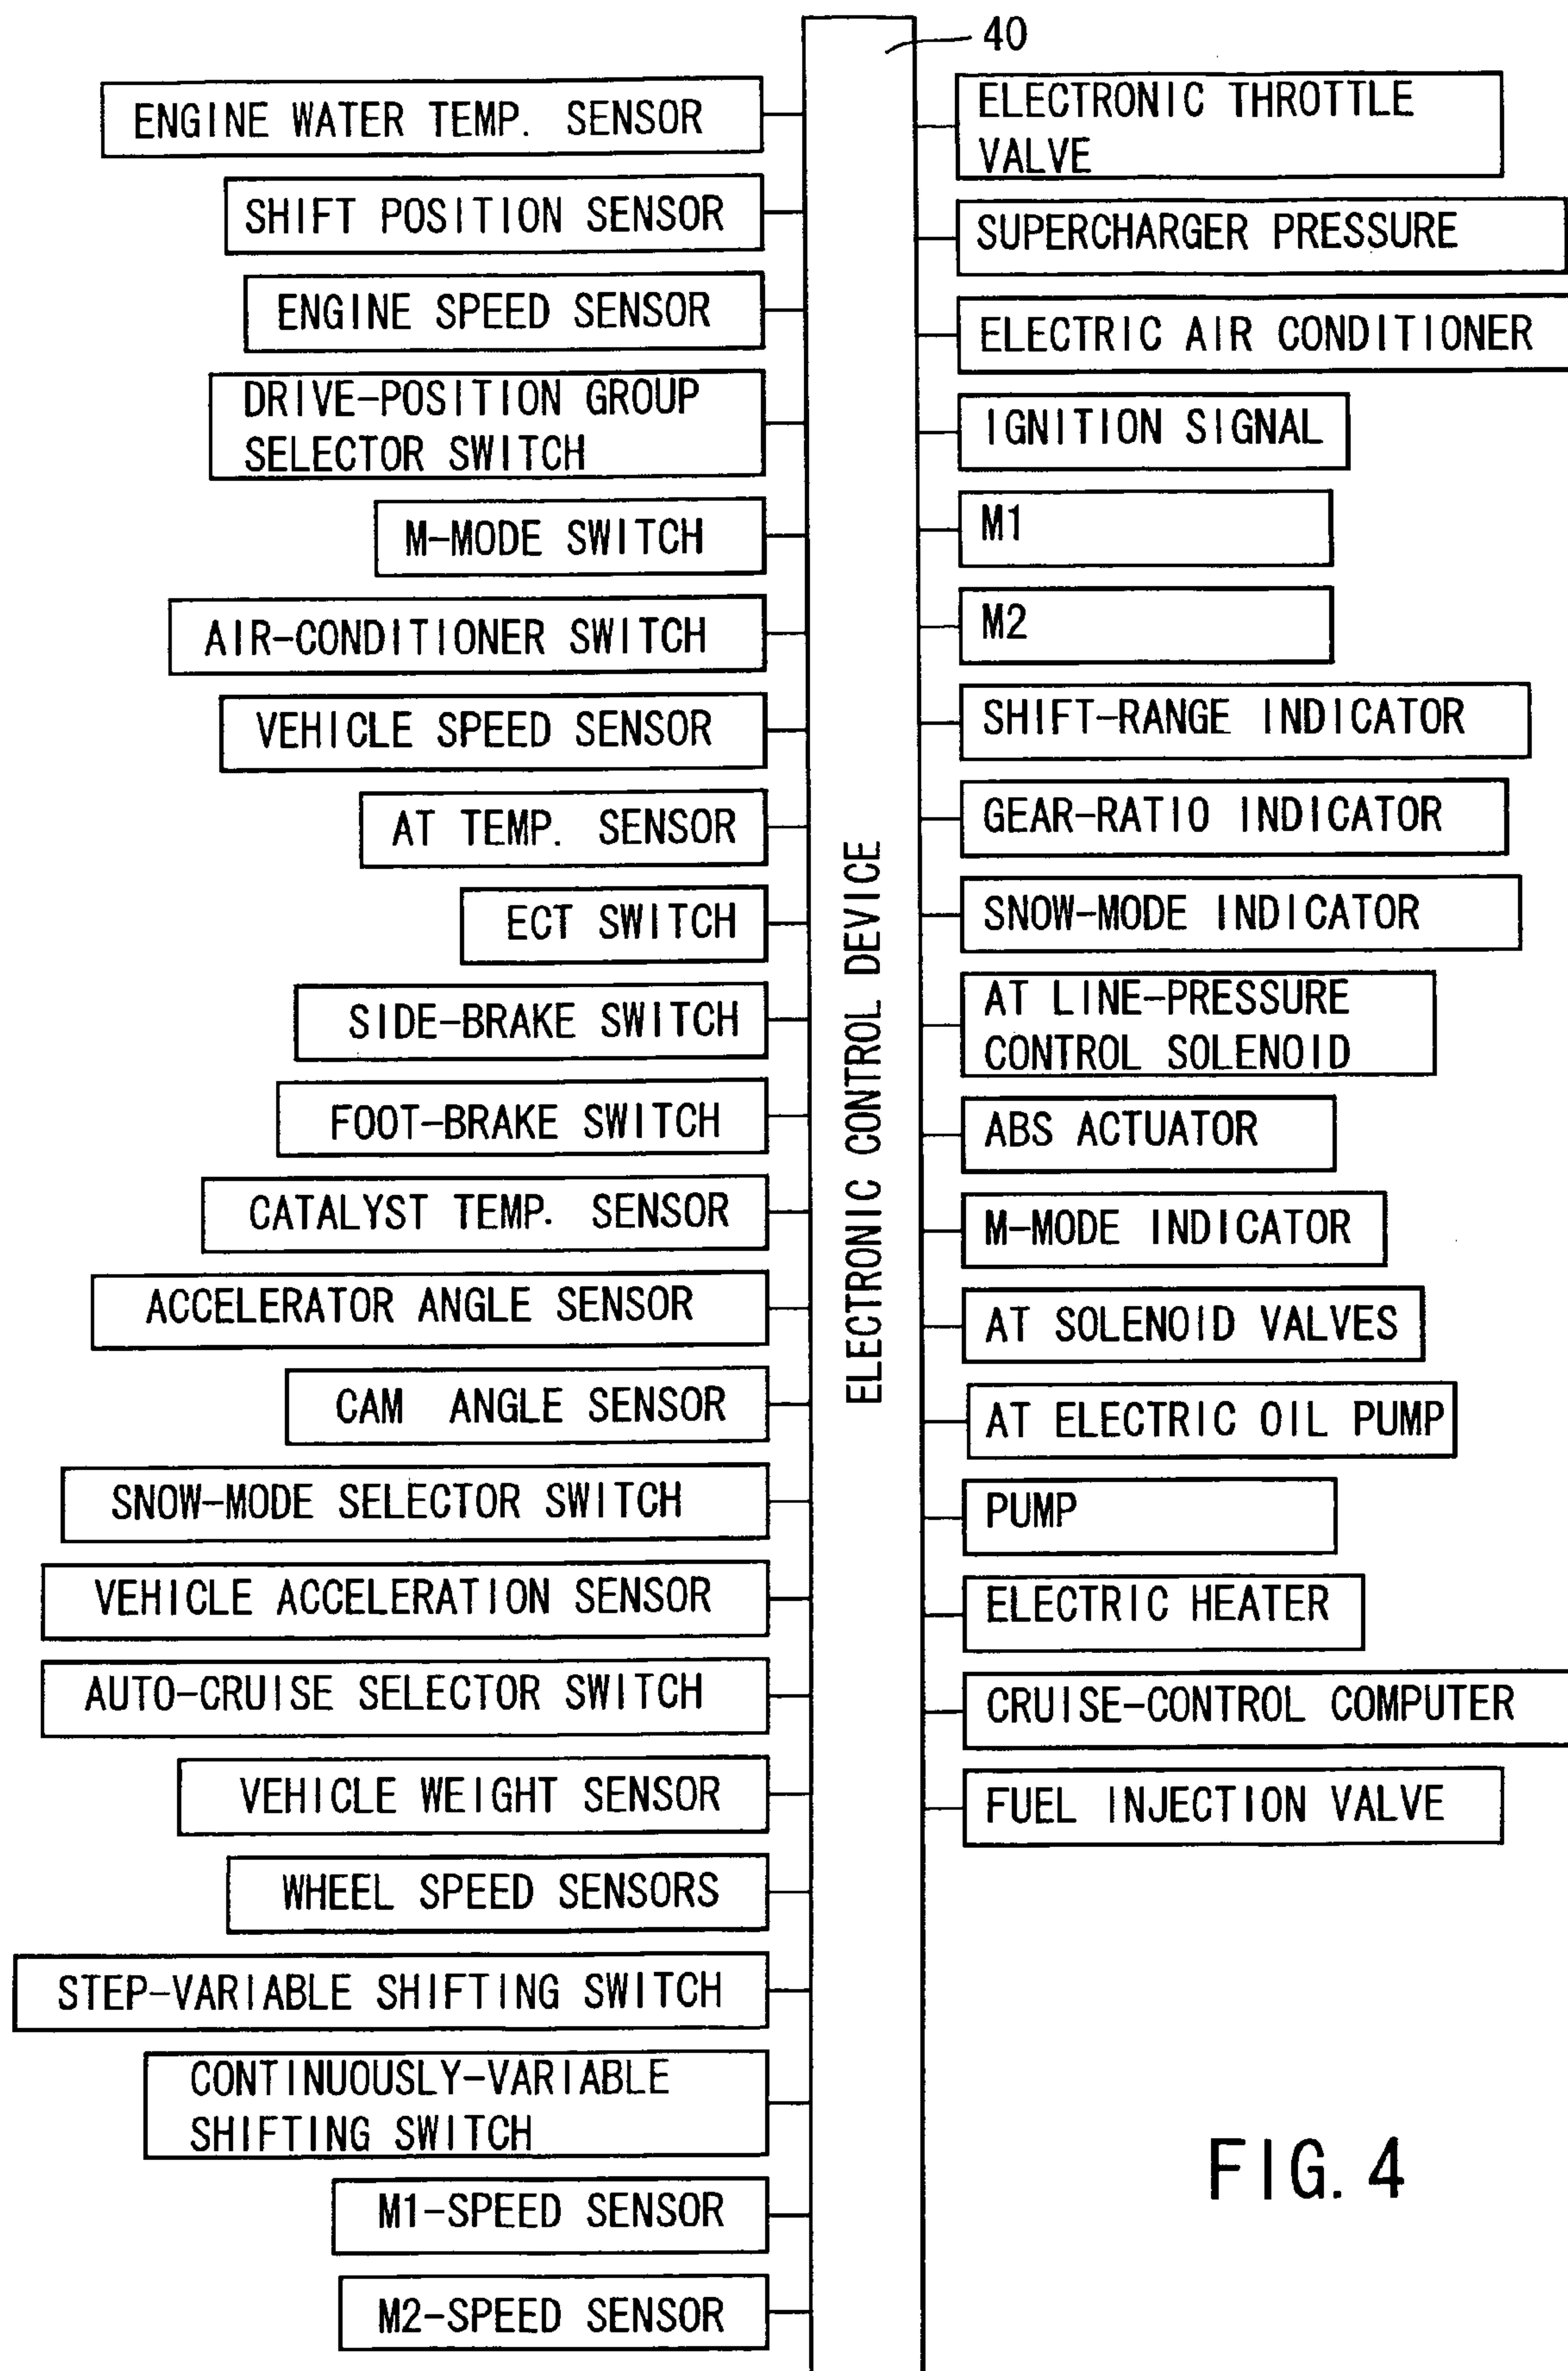 40
ENGINE WATER TEMP. SENSOR
SHIFT POSITION SENSOR
ENGINE SPEED SENSOR
DRIVE-POSITION GROUP
SELECTOR SWITCH
M-MODE SWITCH
AIR-CONDITIONER SWITCH
VEHICLE SPEED SENSOR
AT TEMP. SENSOR
ECT SWITCH
SIDE-BRAKE SWITCH
FOOT-BRAKE SWITCH
CATALYST TEMP. SENSOR
ACCELERATOR ANGLE SENSOR
CAM ANGLE SENSOR
SNOW-MODE SELECTOR SWITCH
VEHICLE ACCELERATION SENSOR
AUTO-CRUISE SELECTOR SWITCH
VEHICLE WEIGHT SENSOR
WHEEL SPEED SENSORS
STEP-VARIABLE SHIFTING SWITCH
CONTINUOUSLY-VARIABLE
SHIFTING SWITCH
M1-SPEED SENSOR
M2-SPEED SENSOR
ELECTRONIC CONTROL DEVICE
ELECTRONIC THROTTLE
VALVE
SUPERCHARGER PRESSURE
ELECTRIC AIR CONDITIONER
IGNITION SIGNAL
M1
M2
SHIFT-RANGE INDICATOR
GEAR-RATIO INDICATOR
SNOW-MODE INDICATOR
AT LINE-PRESSURE
CONTROL SOLENOID
ABS ACTUATOR
M-MODE INDICATOR
AT SOLENOID VALVES
AT ELECTRIC OIL PUMP
PUMP
ELECTRIC HEATER
CRUISE-CONTROL COMPUTER
FUEL INJECTION VALVE
FIG. 4